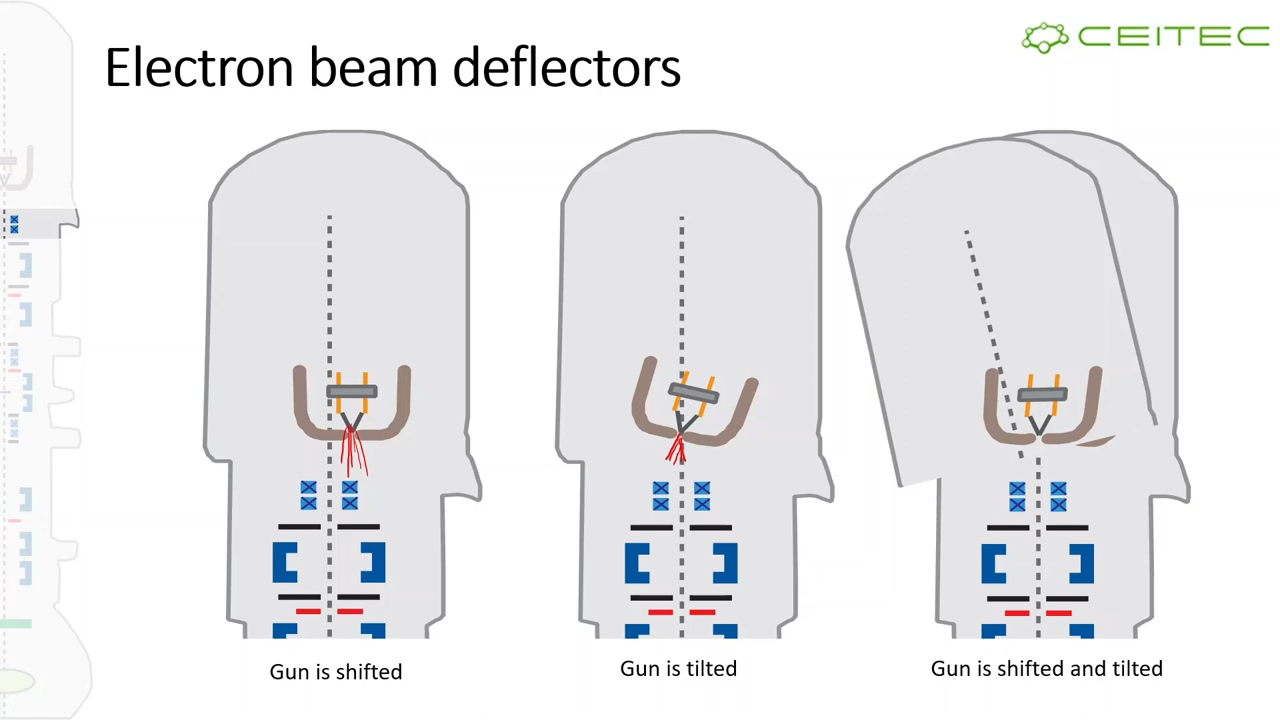 CEITEC
Electron beam deflectors
Gun is shifted
Gun is tilted
Gun is shifted and tilted